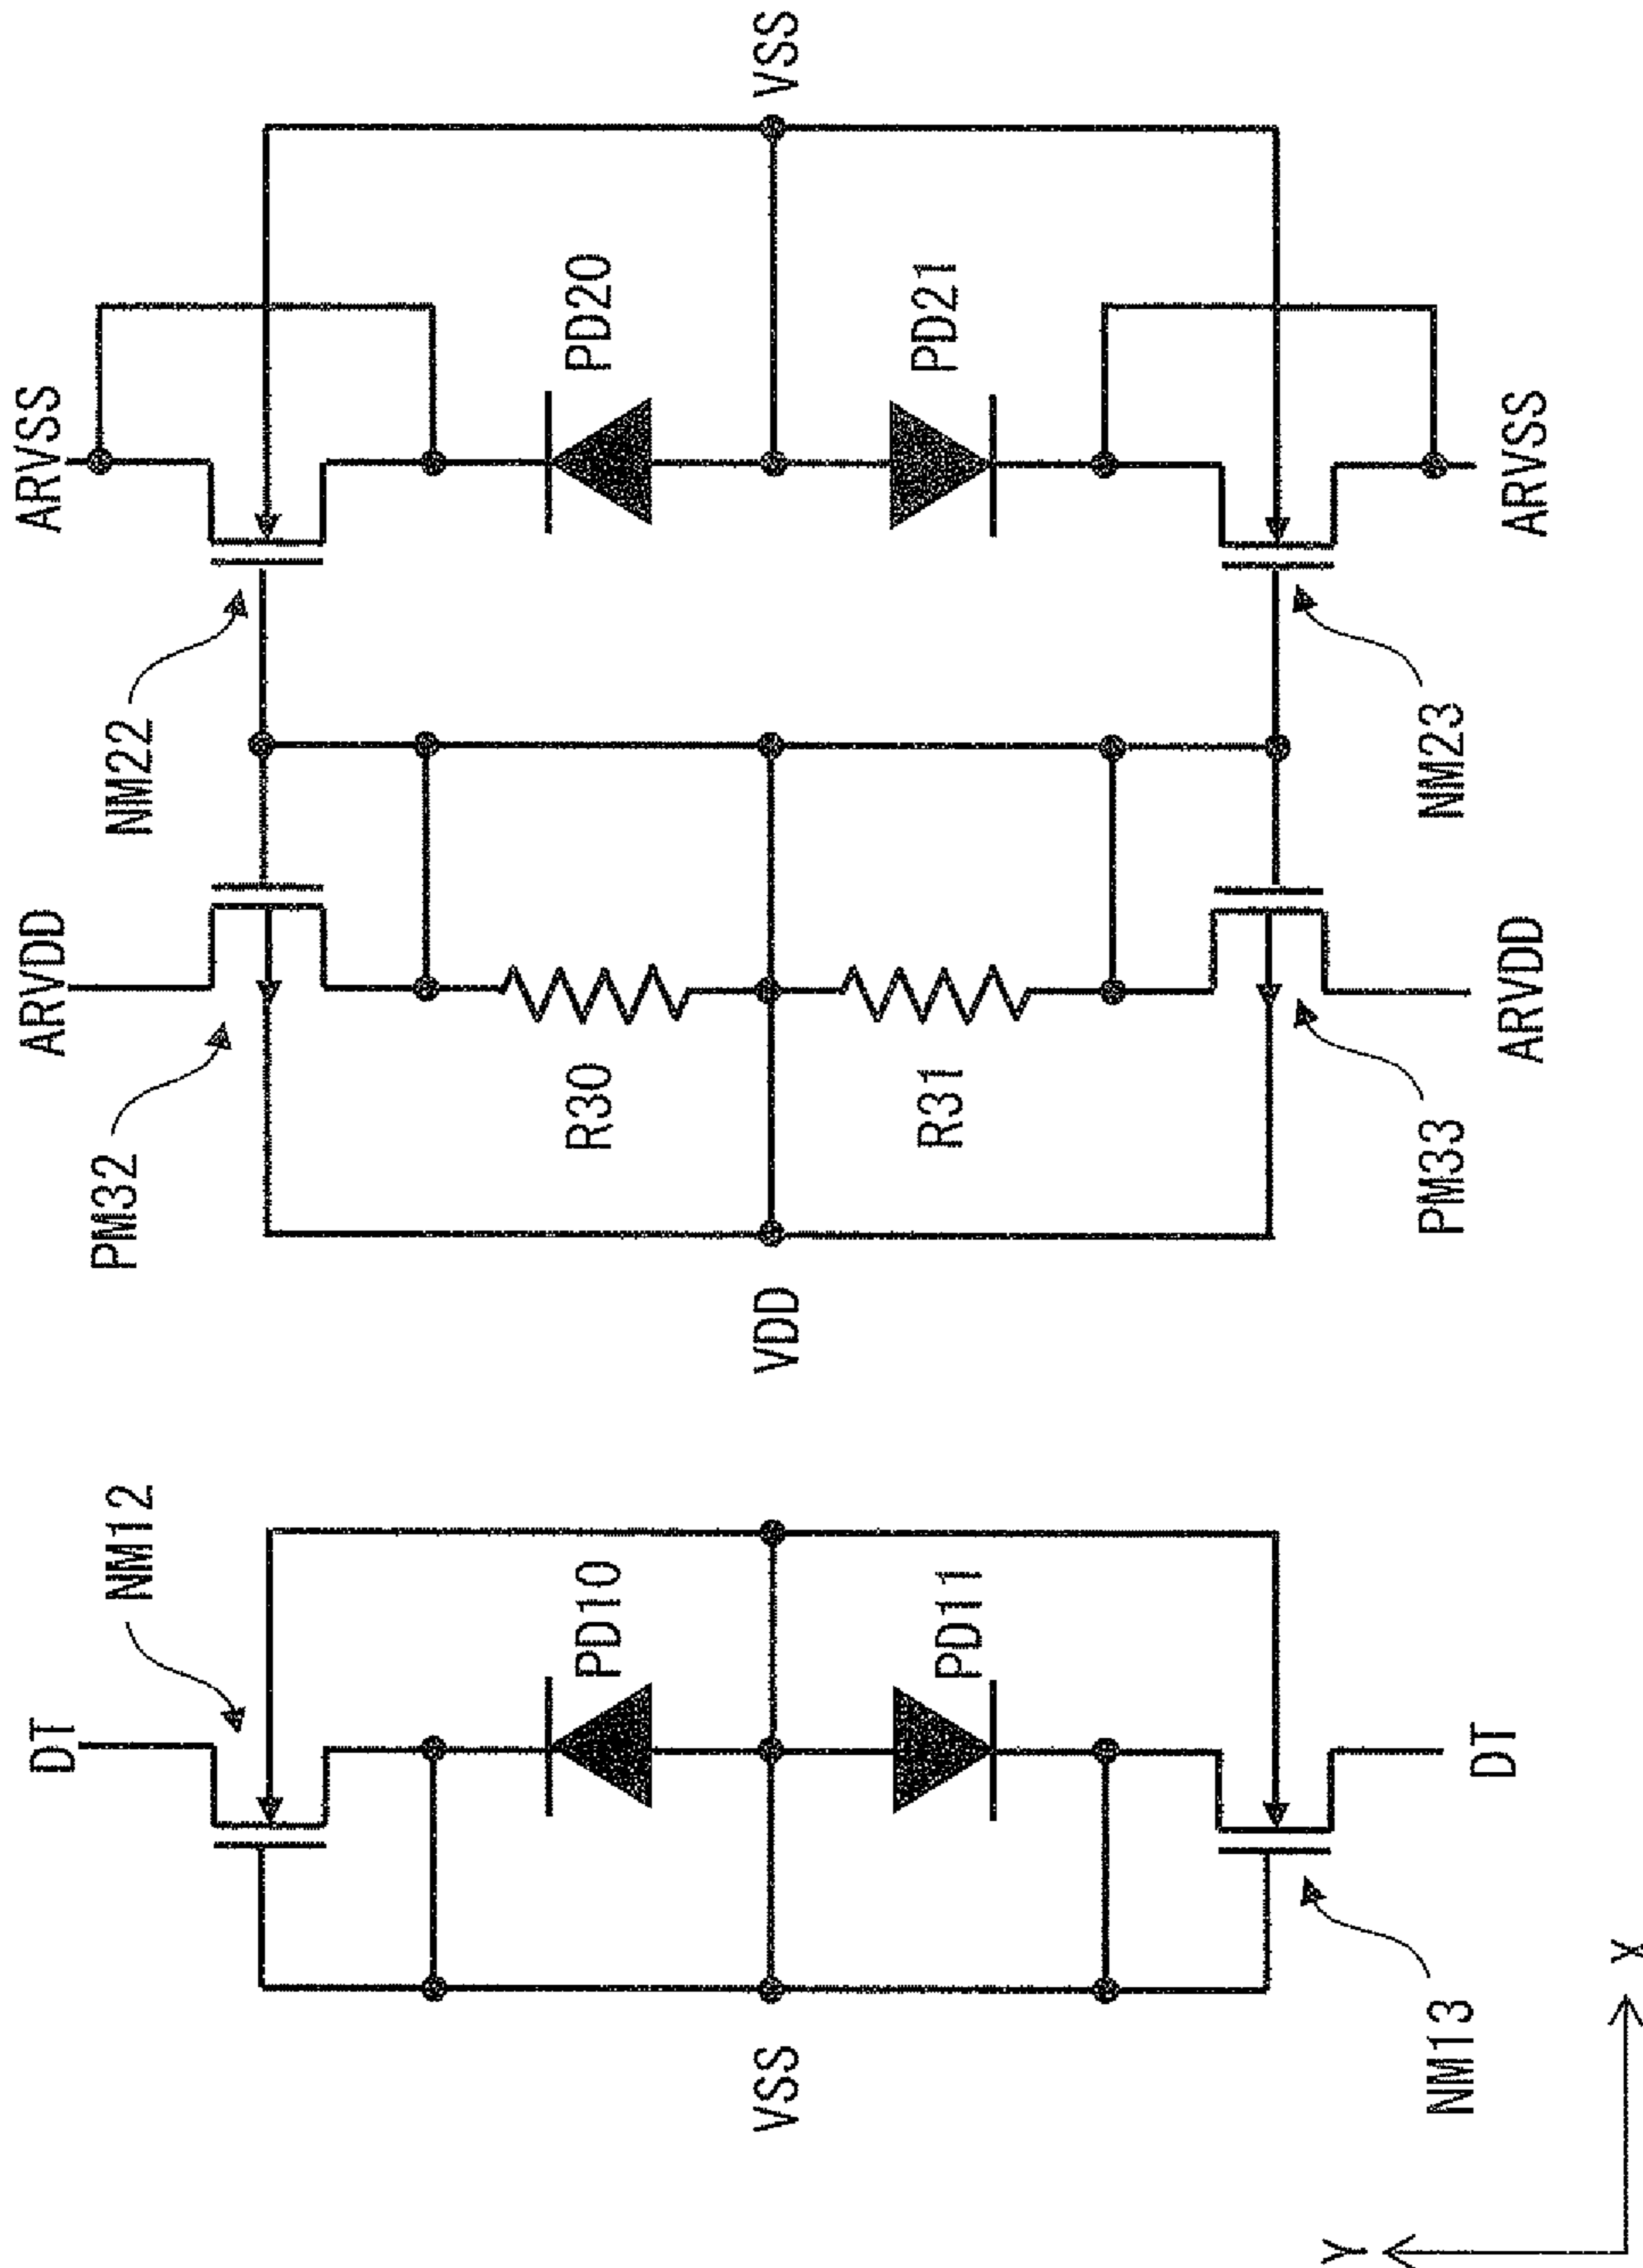 DT
ARVDD
ARVSS
NM12
PM32
NM22
PD10
R30
PD20
VSS
VDD
VSS
PD11
R31
PD21
NM13
PM33
NM23
DT
ARVDD
ARVSS
Y
X